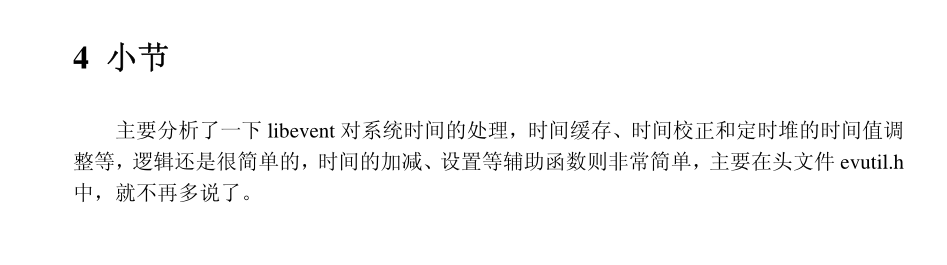 4 小节
主要分析了一下 libevent 对系统时间的处理，时间缓存、时间校正和定时堆的时间值调
整等，逻辑还是很简单的，时间的加减、设置等辅助函数则非常简单，主要在头文件 evutil.h
中，就不再多说了。